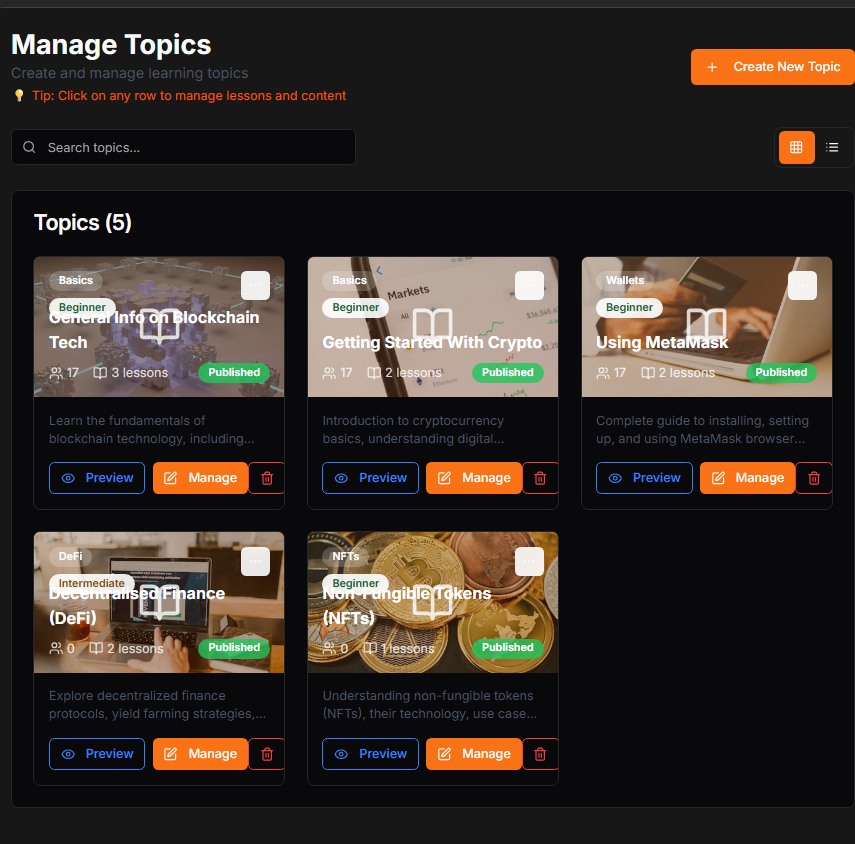 Manage Topics
Create and manage learning topics
💡 Tip: Click on any row to manage lessons and content
+ Create New Topic
Search topics...
Topics (5)
Basics
Beginner
General Info on Blockchain
Tech
17 3 lessons Published
Learn the fundamentals of
blockchain technology, including...
Preview Manage
Basics
Markets
Beginner
All
$34,56
Getting Started With Crypto
Ethereum
17 2 lessons Published
Introduction to cryptocurrency
basics, understanding digital...
Preview Manage
Wallets
Beginner
Using MetaMask
17 2 lessons Published
Complete guide to installing, setting
up, and using MetaMask browser...
Preview Manage
DeFi
Intermediate
Decentralised Finance
(DeFi)
0 2 lessons Published
Explore decentralized finance
protocols, yield farming strategies,...
Preview Manage
NFTs
Beginner
Non-Fungible Tokens
(NFTs)
0 1 lessons Published
Understanding non-fungible tokens
(NFTs), their technology, use case...
Preview Manage